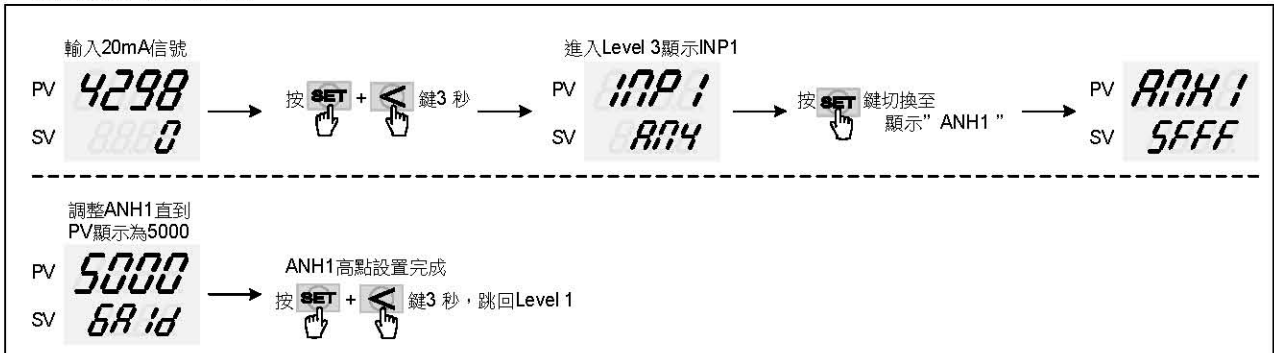 輸入20mA信號
PV 4298
SV 0
按 SET + < 鍵3 秒
進入Level 3顯示INP1
PV INP1
SV AN4
按 SET 鍵切換至
顯示" ANH1 "
PV ANH1
SV 5FFF
調整ANH1直到
PV顯示為5000
PV 5000
SV 6A1d
ANH1高點設置完成
按 SET + < 鍵3 秒，跳回Level 1